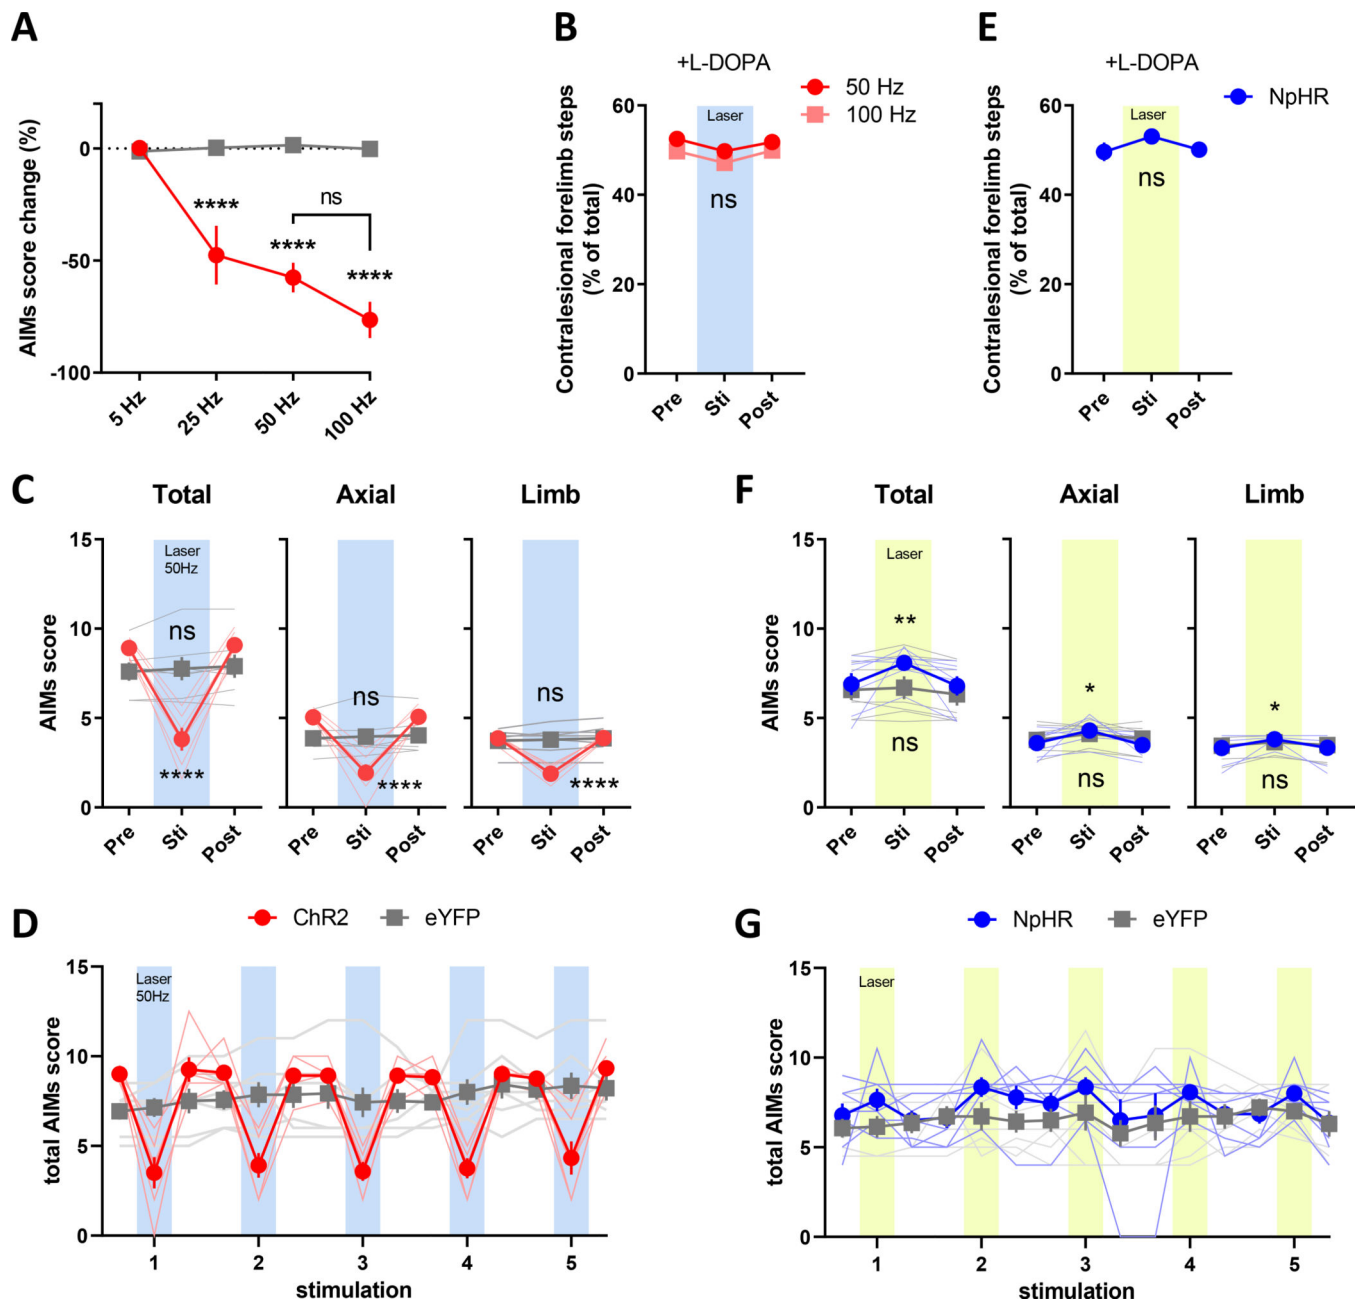 A
AIMs score change (%)
0
-50
-100
****
****
ns
****
5 Hz
25 Hz
50 Hz
100 Hz
B
+L-DOPA
50 Hz
100 Hz
Contralesional forelimb steps
(% of total)
60
40
20
0
Laser
ns
Pre
Sti
Post
E
+L-DOPA
NpHR
Contralesional forelimb steps
(% of total)
60
40
20
0
Laser
ns
Pre
Sti
Post
C
Total
Axial
Limb
AIMs score
15
10
5
0
Laser
50Hz
ns
****
ns
****
ns
****
Pre
Sti
Post
Pre
Sti
Post
Pre
Sti
Post
F
Total
Axial
Limb
AIMs score
15
10
5
0
Laser
**
ns
*
ns
*
ns
Pre
Sti
Post
Pre
Sti
Post
Pre
Sti
Post
D
ChR2
eYFP
total AIMs score
15
10
5
0
Laser
50Hz
1
2
3
4
5
stimulation
G
NpHR
eYFP
total AIMs score
15
10
5
0
Laser
1
2
3
4
5
stimulation